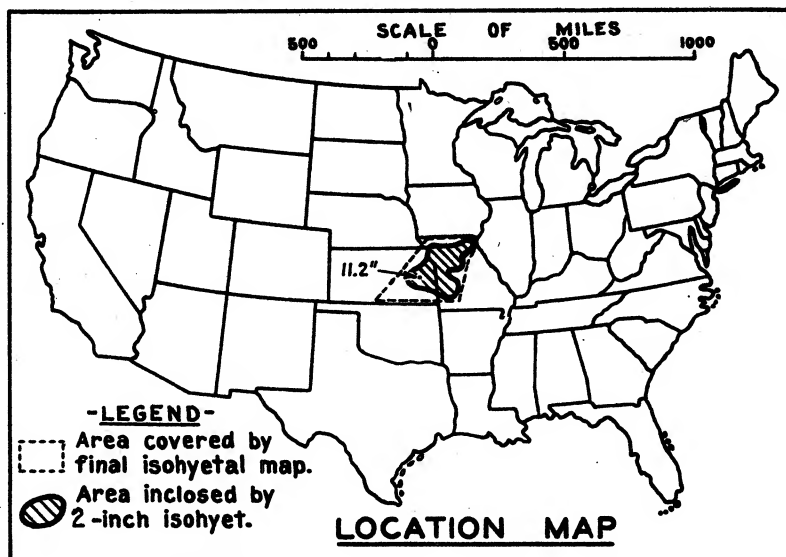 SCALE OF MILES
500 0 500 1000
11.2"
-LEGEND-
Area covered by
final isohyetal map.
Area inclosed by
2-inch isohyet.
LOCATION MAP